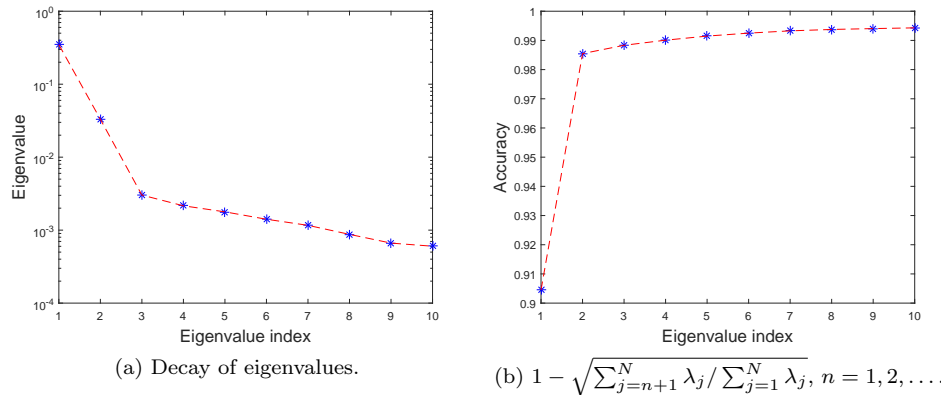 10^0
10^-1
10^-2
10^-3
10^-4
Eigenvalue
1 2 3 4 5 6 7 8 9 10
Eigenvalue index
(a) Decay of eigenvalues.
1
0.99
0.98
0.97
0.96
0.95
0.94
0.93
0.92
0.91
0.9
Accuracy
1 2 3 4 5 6 7 8 9 10
Eigenvalue index
(b) 1 − √(∑_{j=n+1}^N λ_j / ∑_{j=1}^N λ_j), n = 1, 2, . . . .